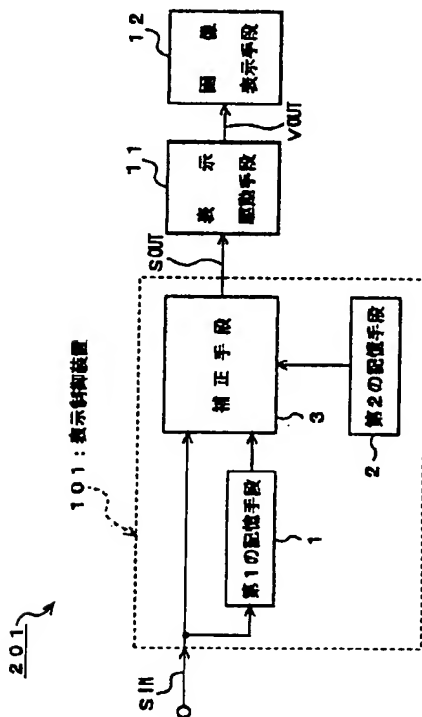 201
101:表示制御装置
SIN
第1の記憶手段
1
補正手段
3
第2の記憶手段
2
SOUT
表示
駆動手段
11
VOUT
画像
表示手段
12